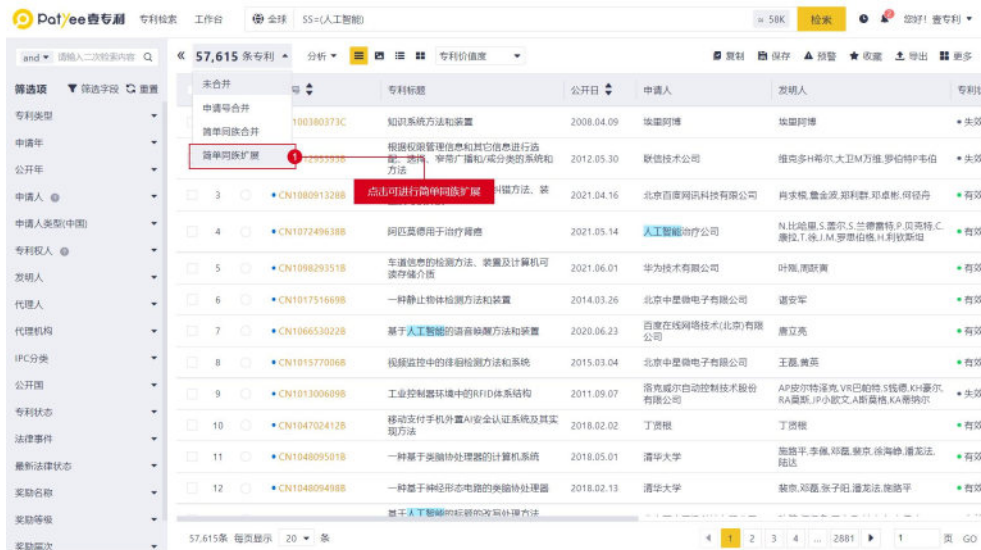 Patyee壹专利 专利检索 工作台 全球 SS=(人工智能) ≈ 58K 检索 您好! 壹专利
and 请输入二次检索内容 57,615 条专利 分析 专利价值度 复制 保存 预警 收藏 导出 更多
筛选项 筛选字段 重置
未合并 专利标题 公开日 申请人 发明人
申请号合并
简单同族合并
简单同族扩展
1
点击可进行简单同族扩展
专利类型
申请年
公开年
申请人
申请人类型(中国)
专利权人
发明人
代理人
代理机构
IPC分类
公开国
专利状态
法律事件
最新法律状态
奖励名称
奖励等级
奖励层次
100380373C 知识系统方法和装置 2008.04.09 埃里阿博 埃里阿博 失效
根据权限管理信息和其它信息进行选
配、选择、窄带广播和/或分类的系统和
方法
2012.05.30 联信技术公司 维克多H希尔,大卫M万维,罗伯特P韦伯 失效
3 CN108091328B 纠错方法、装 2021.04.16 北京百度网讯科技有限公司 有效
4 CN107249638B 阿匹莫德用于治疗肾癌 2021.05.14 人工智能治疗公司 有效
5 CN109829351B 车道信息的检测方法、装置及计算机可
读存储介质
2021.06.01 华为技术有限公司 叶刚,周跃寅 有效
6 CN101751669B 一种静止物体检测方法和装置 2014.03.26 北京中星微电子有限公司 谌安军 有效
7 CN106653022B 基于人工智能的语音唤醒方法和装置 2020.06.23 百度在线网络技术(北京)有限
公司
唐立亮 有效
8 CN101577006B 视频监控中的徘徊检测方法和系统 2015.03.04 北京中星微电子有限公司 王磊,黄英 有效
9 CN101300609B 工业控制器环境中的RFID体系结构 2011.09.07 洛克威尔自动控制技术股份
有限公司
失效
10 CN104702412B 移动支付手机外置AI安全认证系统及其实
现方法
2018.02.02 丁贤根 丁贤根 有效
11 CN104809501B 一种基于类脑协处理器的计算机系统 2018.05.01 清华大学 施路平,李佩,邓磊,裴京,徐海峥,潘龙法,
陆达
有效
12 CN104809498B 一种基于神经形态电路的类脑协处理器 2018.02.13 清华大学 裴京,邓磊,张子阳,潘龙法,施路平 有效
基于人工智能的标题的改写处理方法
57,615条 每页显示 20 条 1 2 3 4 ... 2881 1 页 GO